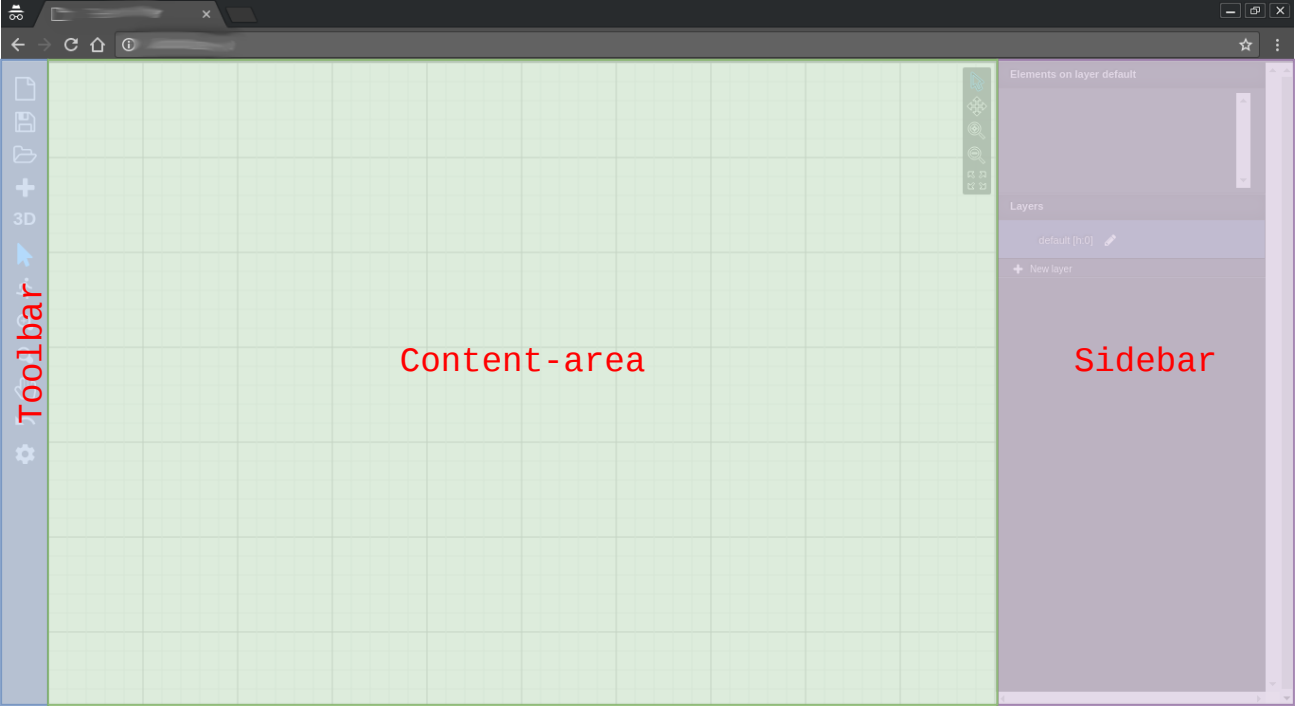 Elements on layer default
3D
Layers
default [h:0]
New layer
Toolbar
Content-area
Sidebar